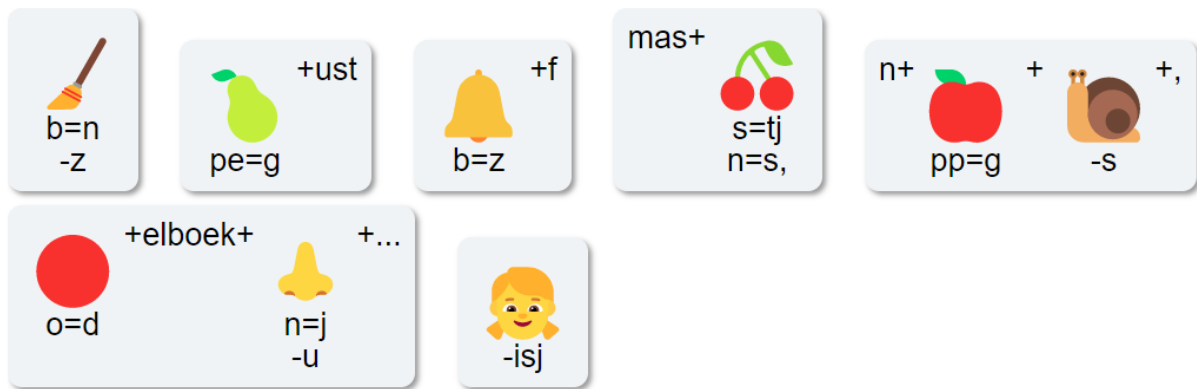 b=n
-z
+ust
pe=g
+f
b=z
mas+
s=tj
n=s,
n+ + +,
pp=g -s
+elboek+ +...
o=d n=j
-u
-isj